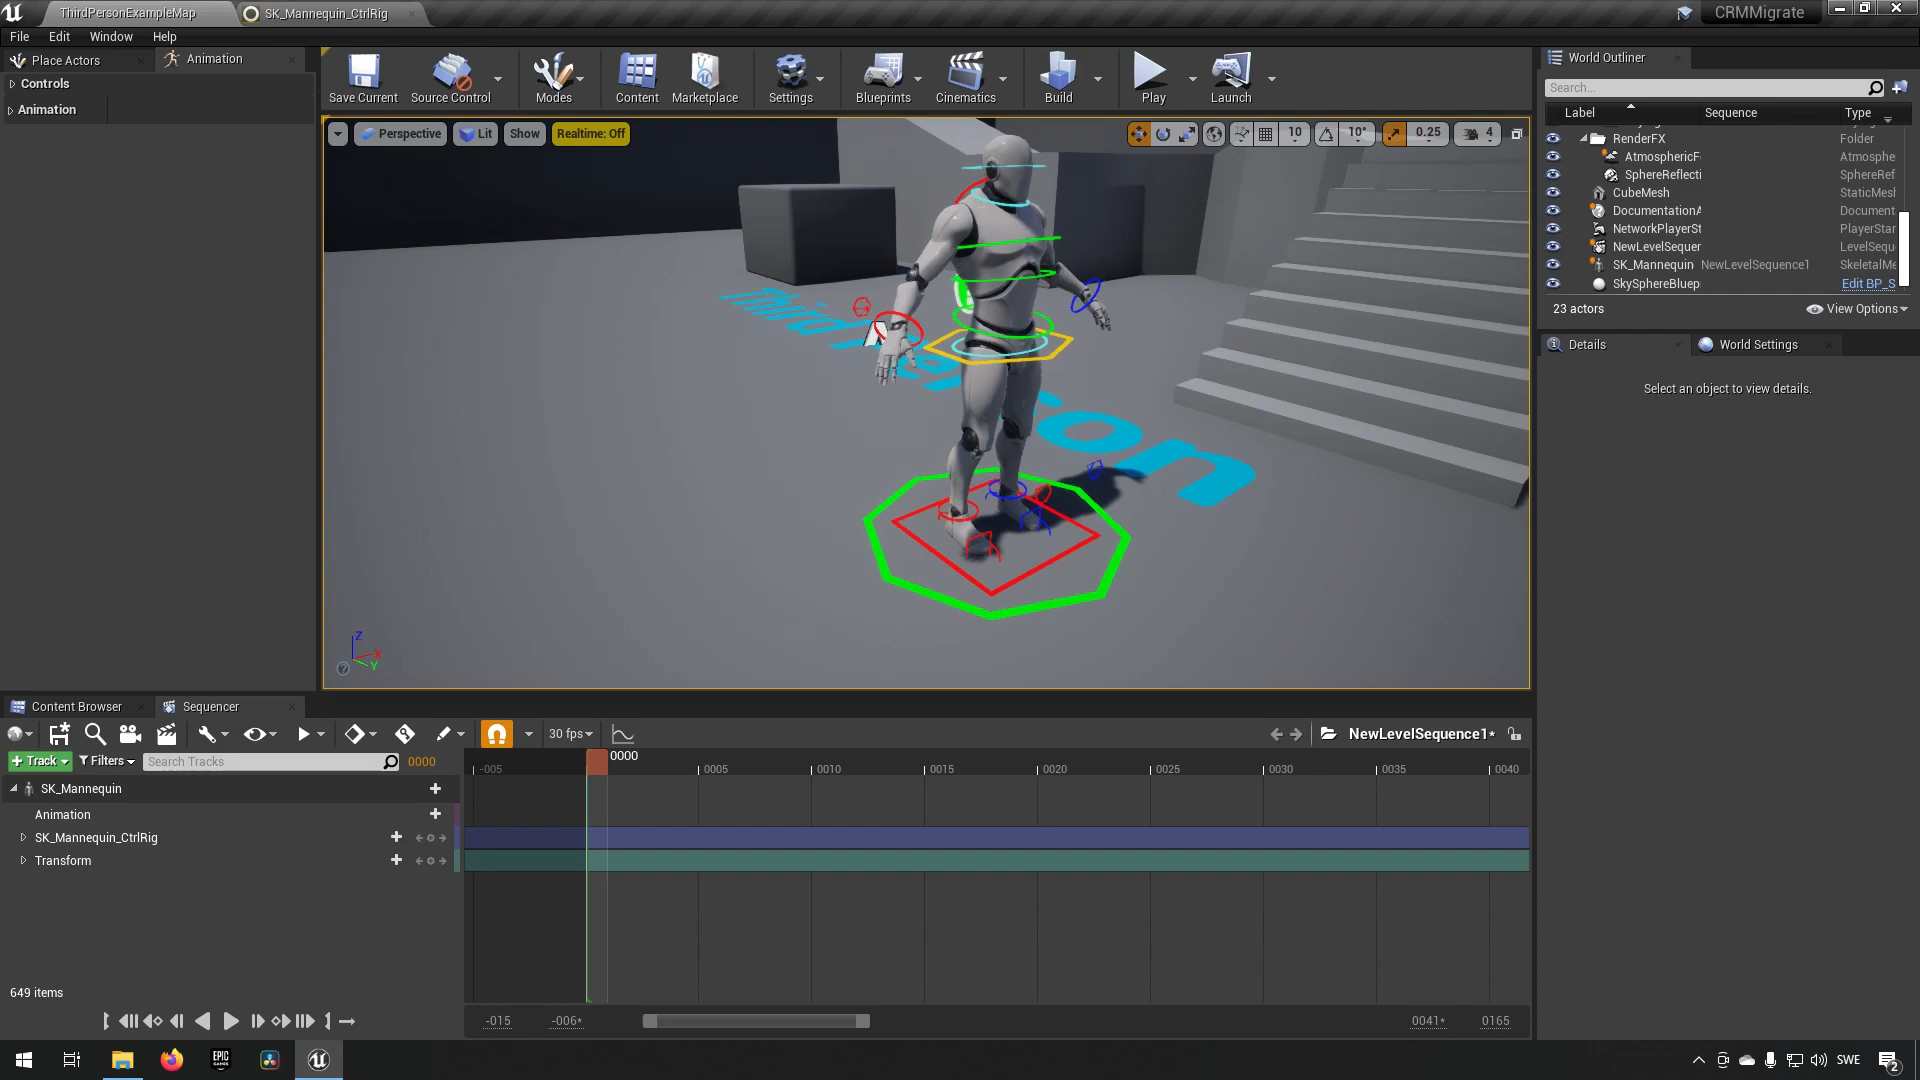 ThirdPersonExampleMap
SK_Mannequin_CtrlRig
CRMMigrate
File Edit Window Help
Place Actors
Animation
Controls
Animation
Save Current
Source Control
Modes
Content
Marketplace
Settings
Blueprints
Cinematics
Build
Play
Launch
Perspective
Lit
Show
Realtime: Off
10
10°
0.25
4
Z
X
Y
World Outliner
Search...
Label Sequence Type
RenderFX Folder
AtmosphericF Atmosphe
SphereReflecti SphereRef
CubeMesh StaticMesh
DocumentationA Document
NetworkPlayerSt PlayerStar
NewLevelSequer LevelSequ
SK_Mannequin NewLevelSequence1 SkeletalMe
SkySphereBluep Edit BP_S
23 actors
View Options
Details
World Settings
Select an object to view details.
Content Browser
Sequencer
30 fps
NewLevelSequence1*
+ Track
Filters
Search Tracks
0000
0000
-005 0005 0010 0015 0020 0025 0030 0035 0040
SK_Mannequin
Animation
SK_Mannequin_CtrlRig
Transform
649 items
-015 -006* 0041* 0165
EPIC GAMES
SWE
2